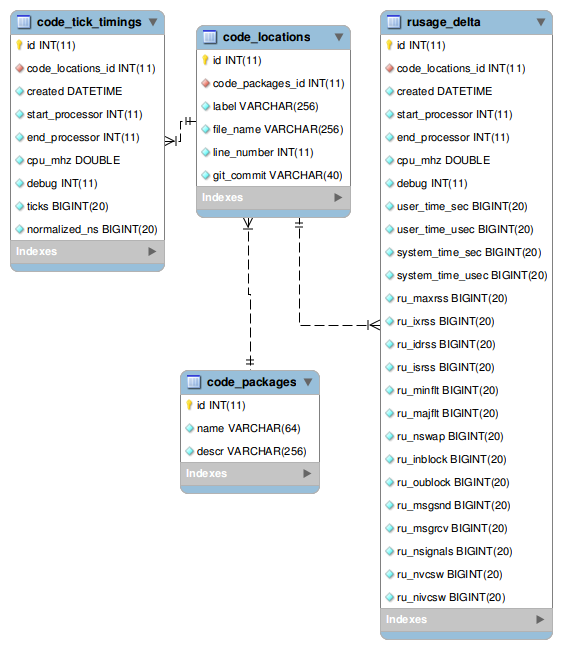 code_tick_timings
id INT(11)
code_locations_id INT(11)
created DATETIME
start_processor INT(11)
end_processor INT(11)
cpu_mhz DOUBLE
debug INT(11)
ticks BIGINT(20)
normalized_ns BIGINT(20)
Indexes
code_locations
id INT(11)
code_packages_id INT(11)
label VARCHAR(256)
file_name VARCHAR(256)
line_number INT(11)
git_commit VARCHAR(40)
Indexes
code_packages
id INT(11)
name VARCHAR(64)
descr VARCHAR(256)
Indexes
rusage_delta
id INT(11)
code_locations_id INT(11)
created DATETIME
start_processor INT(11)
end_processor INT(11)
cpu_mhz DOUBLE
debug INT(11)
user_time_sec BIGINT(20)
user_time_usec BIGINT(20)
system_time_sec BIGINT(20)
system_time_usec BIGINT(20)
ru_maxrss BIGINT(20)
ru_ixrss BIGINT(20)
ru_idrss BIGINT(20)
ru_isrss BIGINT(20)
ru_minflt BIGINT(20)
ru_majflt BIGINT(20)
ru_nswap BIGINT(20)
ru_inblock BIGINT(20)
ru_oublock BIGINT(20)
ru_msgsnd BIGINT(20)
ru_msgrcv BIGINT(20)
ru_nsignals BIGINT(20)
ru_nvcsw BIGINT(20)
ru_nivcsw BIGINT(20)
Indexes